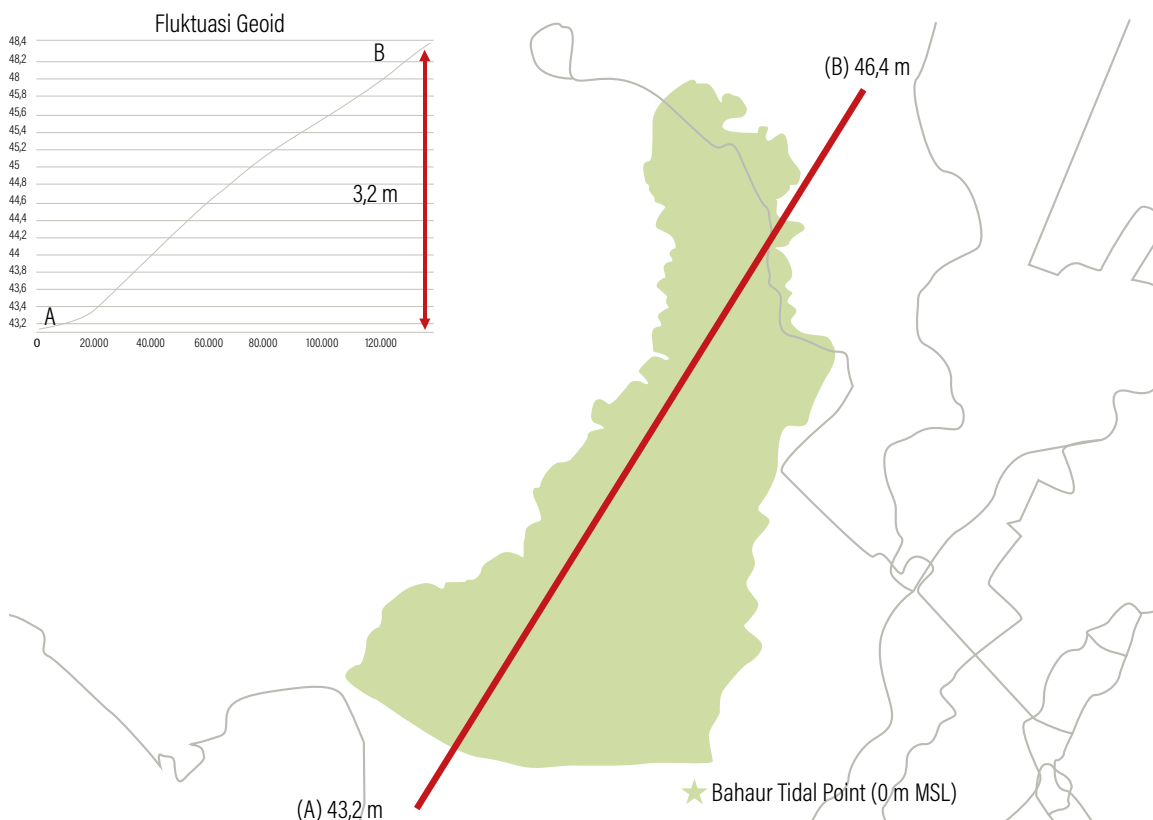 Fluktuasi Geoid
48,4
48,2
48
45,8
45,6
45,4
45,2
45
44,8
44,6
44,4
44,2
44
43,8
43,6
43,4
43,2
A
B
3,2 m
0 20.000 40.000 60.000 80.000 100.000 120.000
(B) 46,4 m
(A) 43,2 m
Bahaur Tidal Point (0 m MSL)